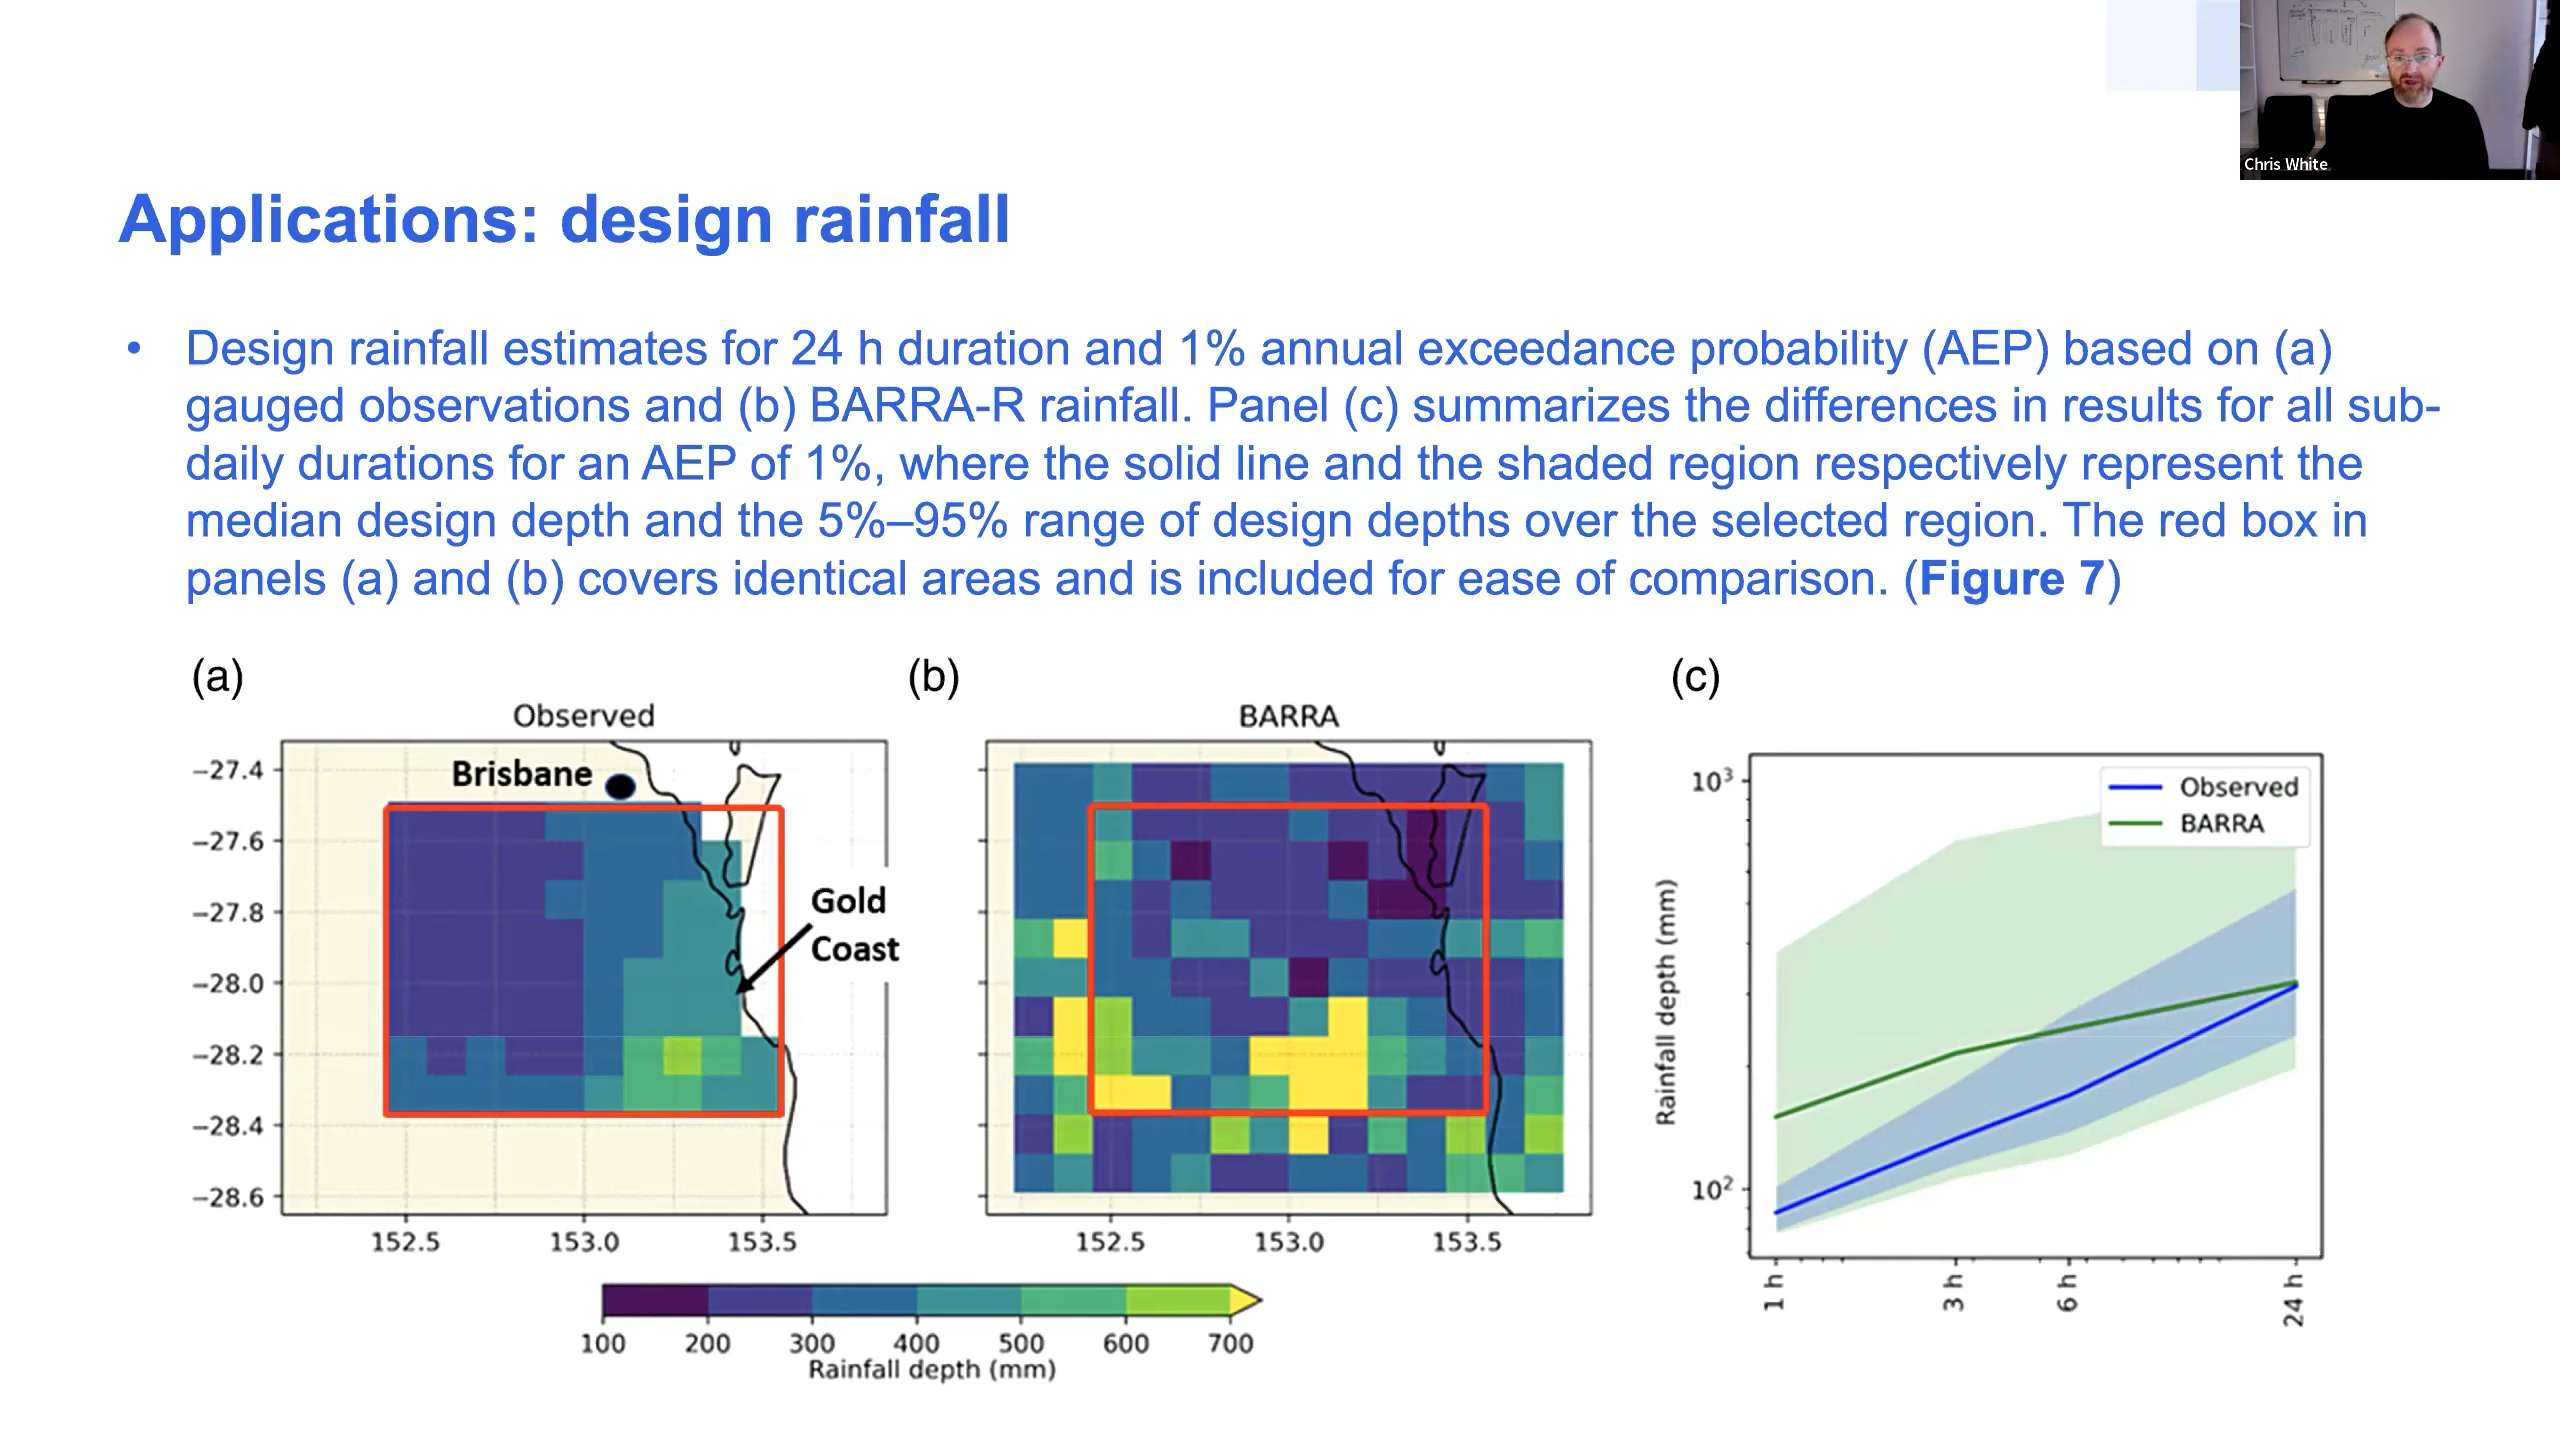 Chris White
Applications: design rainfall
• Design rainfall estimates for 24 h duration and 1% annual exceedance probability (AEP) based on (a)
gauged observations and (b) BARRA-R rainfall. Panel (c) summarizes the differences in results for all sub-
daily durations for an AEP of 1%, where the solid line and the shaded region respectively represent the
median design depth and the 5%–95% range of design depths over the selected region. The red box in
panels (a) and (b) covers identical areas and is included for ease of comparison. (Figure 7)
(a)
Observed
Brisbane
Gold
Coast
−27.4
−27.6
−27.8
−28.0
−28.2
−28.4
−28.6
152.5 153.0 153.5
(b)
BARRA
152.5 153.0 153.5
100 200 300 400 500 600 700
Rainfall depth (mm)
(c)
Observed
BARRA
Rainfall depth (mm)
10³
10²
1 h
3 h
6 h
24 h